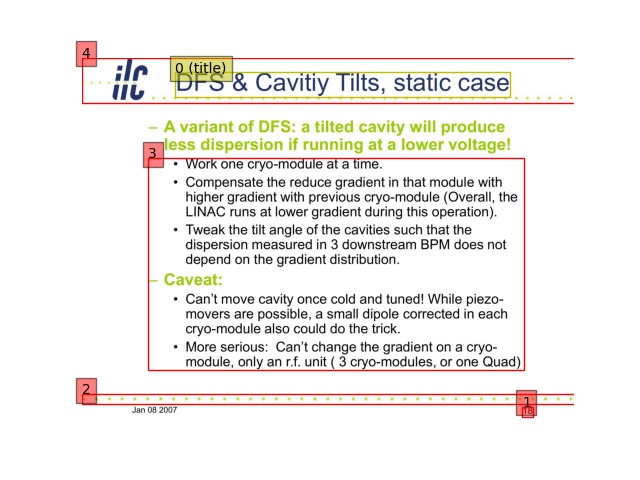 4
0 (title)
ilc
DFS & Cavitiy Tilts, static case
– A variant of DFS: a tilted cavity will produce
less dispersion if running at a lower voltage!
3
• Work one cryo-module at a time.
• Compensate the reduce gradient in that module with
higher gradient with previous cryo-module (Overall, the
LINAC runs at lower gradient during this operation).
• Tweak the tilt angle of the cavities such that the
dispersion measured in 3 downstream BPM does not
depend on the gradient distribution.
– Caveat:
• Can't move cavity once cold and tuned! While piezo-
movers are possible, a small dipole corrected in each
cryo-module also could do the trick.
• More serious:  Can't change the gradient on a cryo-
module, only an r.f. unit ( 3 cryo-modules, or one Quad)
2
1
Jan 08 2007
18